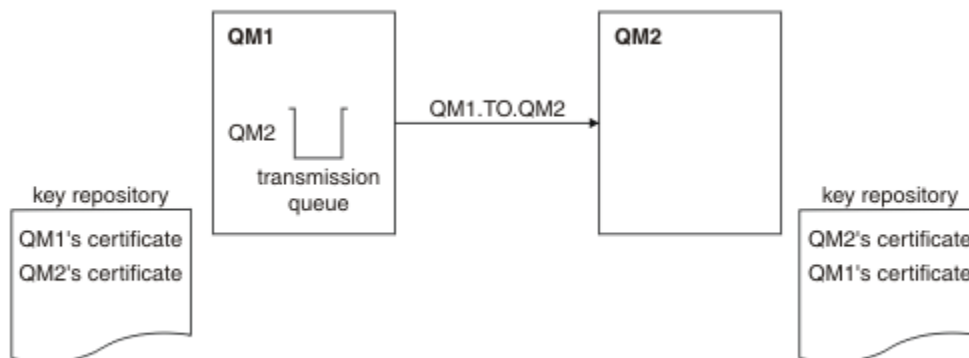 QM1
QM2
QM1.TO.QM2
QM2
transmission
queue
key repository
QM1's certificate
QM2's certificate
key repository
QM2's certificate
QM1's certificate